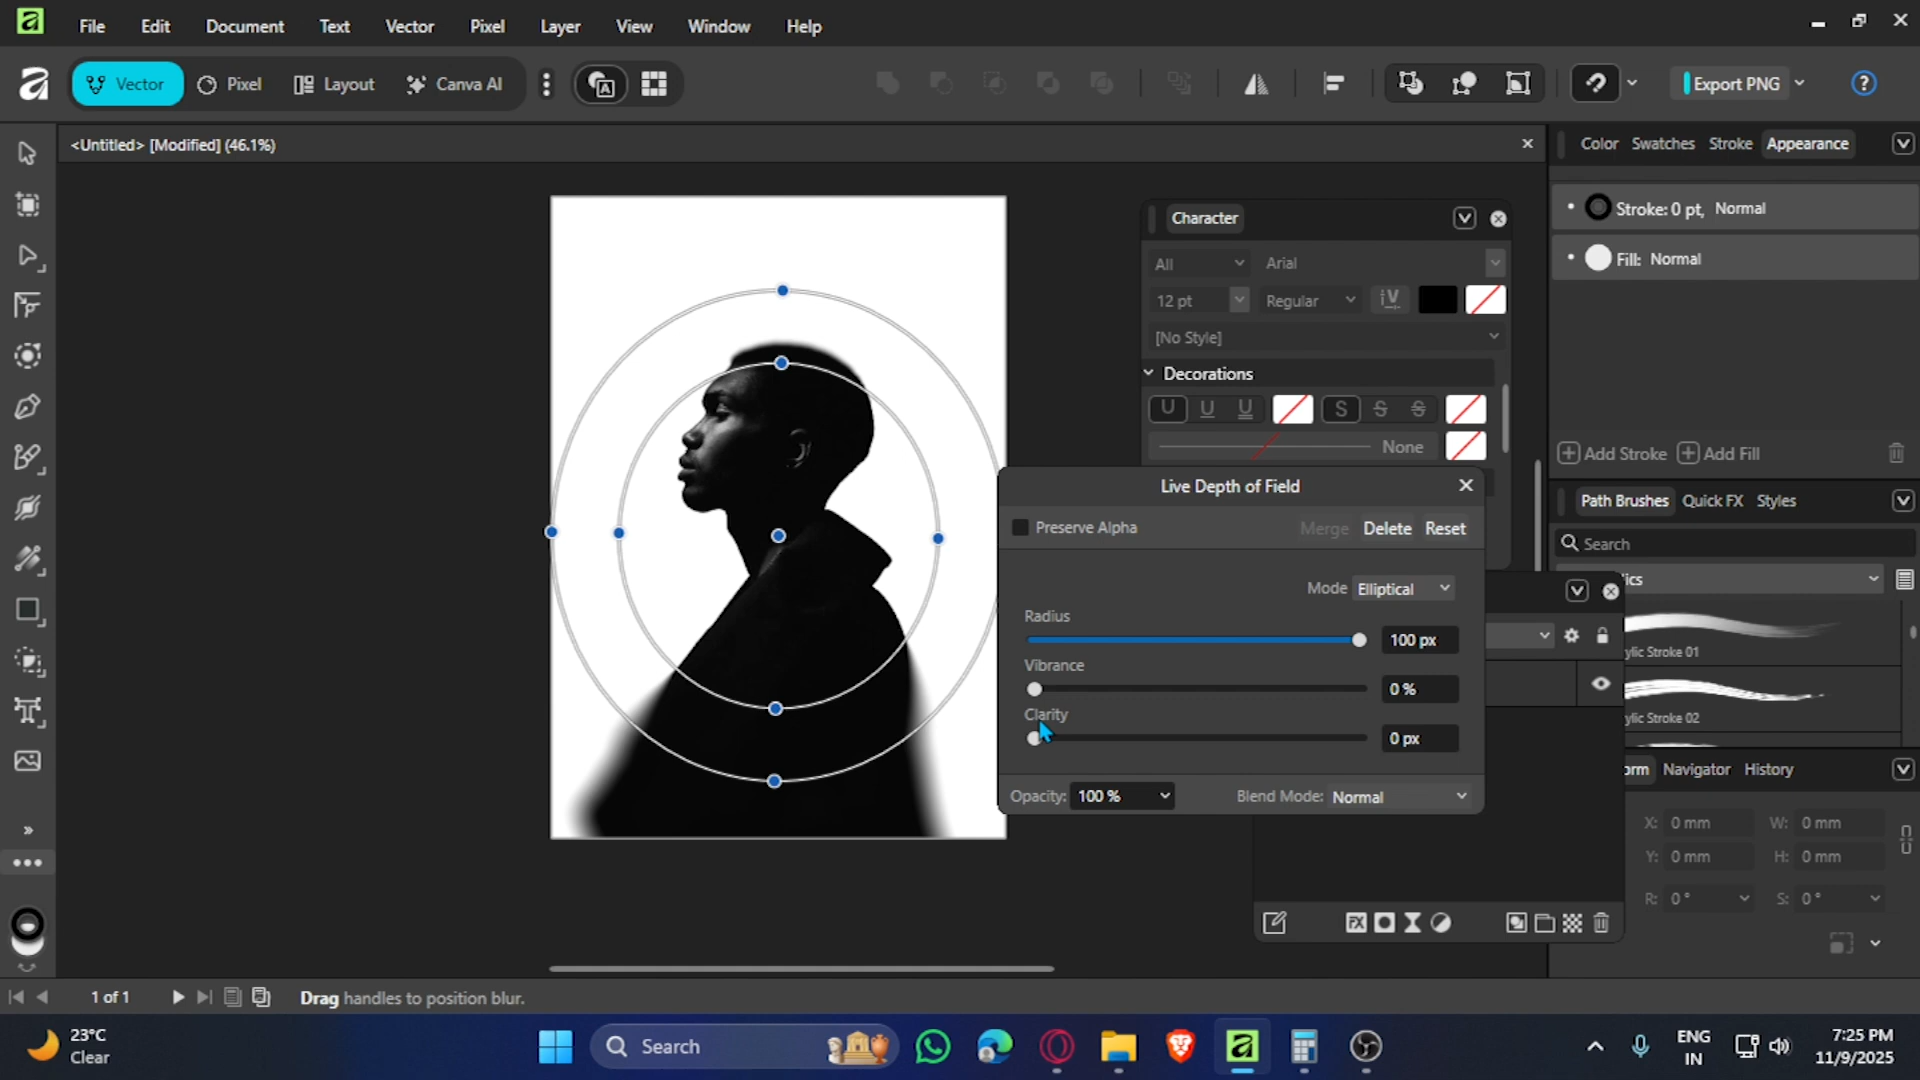 File Edit Document Text Vector Pixel Layer View Window Help
Vector Pixel Layout Canva AI Export PNG ?
<Untitled> [Modified] (46.1%)
Color Swatches Stroke Appearance
Stroke: 0 pt, Normal
Fill: Normal
Add Stroke Add Fill
Character
All Arial
12 pt Regular
[No Style]
Decorations
U U U S S S
None
Live Depth of Field
Preserve Alpha Merge Delete Reset
Mode Elliptical
Radius
100 px
Vibrance
0 %
Clarity
0 px
Opacity: 100 % Blend Mode: Normal
Path Brushes Quick FX Styles
Search
ics
ylic Stroke 01
ylic Stroke 02
orm Navigator History
X: 0 mm W: 0 mm
Y: 0 mm H: 0 mm
R: 0 ° S: 0 °
1 of 1 Drag handles to position blur.
23°C
Clear
Search
ENG
IN
7:25 PM
11/9/2025